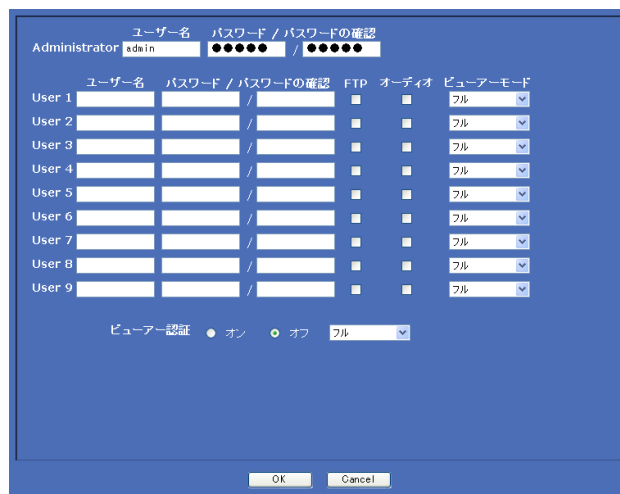 ユーザー名 パスワード / パスワードの確認
Administrator admin ●●●●● / ●●●●●
ユーザー名 パスワード / パスワードの確認 FTP オーディオ ビューアーモード
User 1 / フル
User 2 / フル
User 3 / フル
User 4 / フル
User 5 / フル
User 6 / フル
User 7 / フル
User 8 / フル
User 9 / フル
ビューアー認証 オン オフ フル
OK Cancel